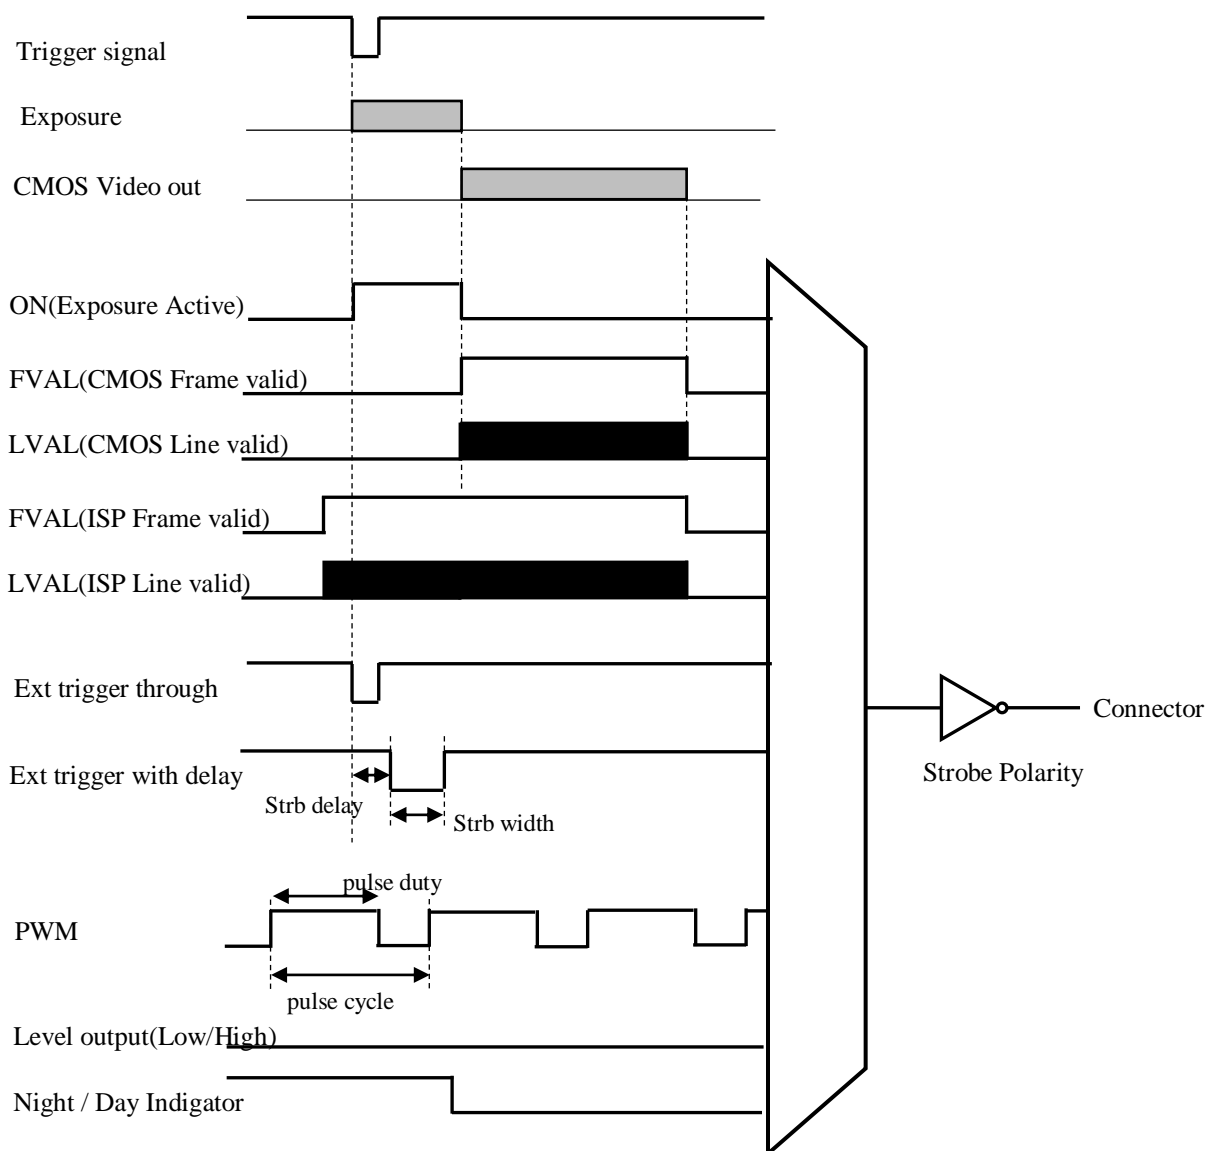 Trigger signal
Exposure
CMOS Video out
ON(Exposure Active)
FVAL(CMOS Frame valid)
LVAL(CMOS Line valid)
FVAL(ISP Frame valid)
LVAL(ISP Line valid)
Ext trigger through
Connector
Ext trigger with delay
Strobe Polarity
Strb delay
Strb width
pulse duty
PWM
pulse cycle
Level output(Low/High)
Night / Day Indigator